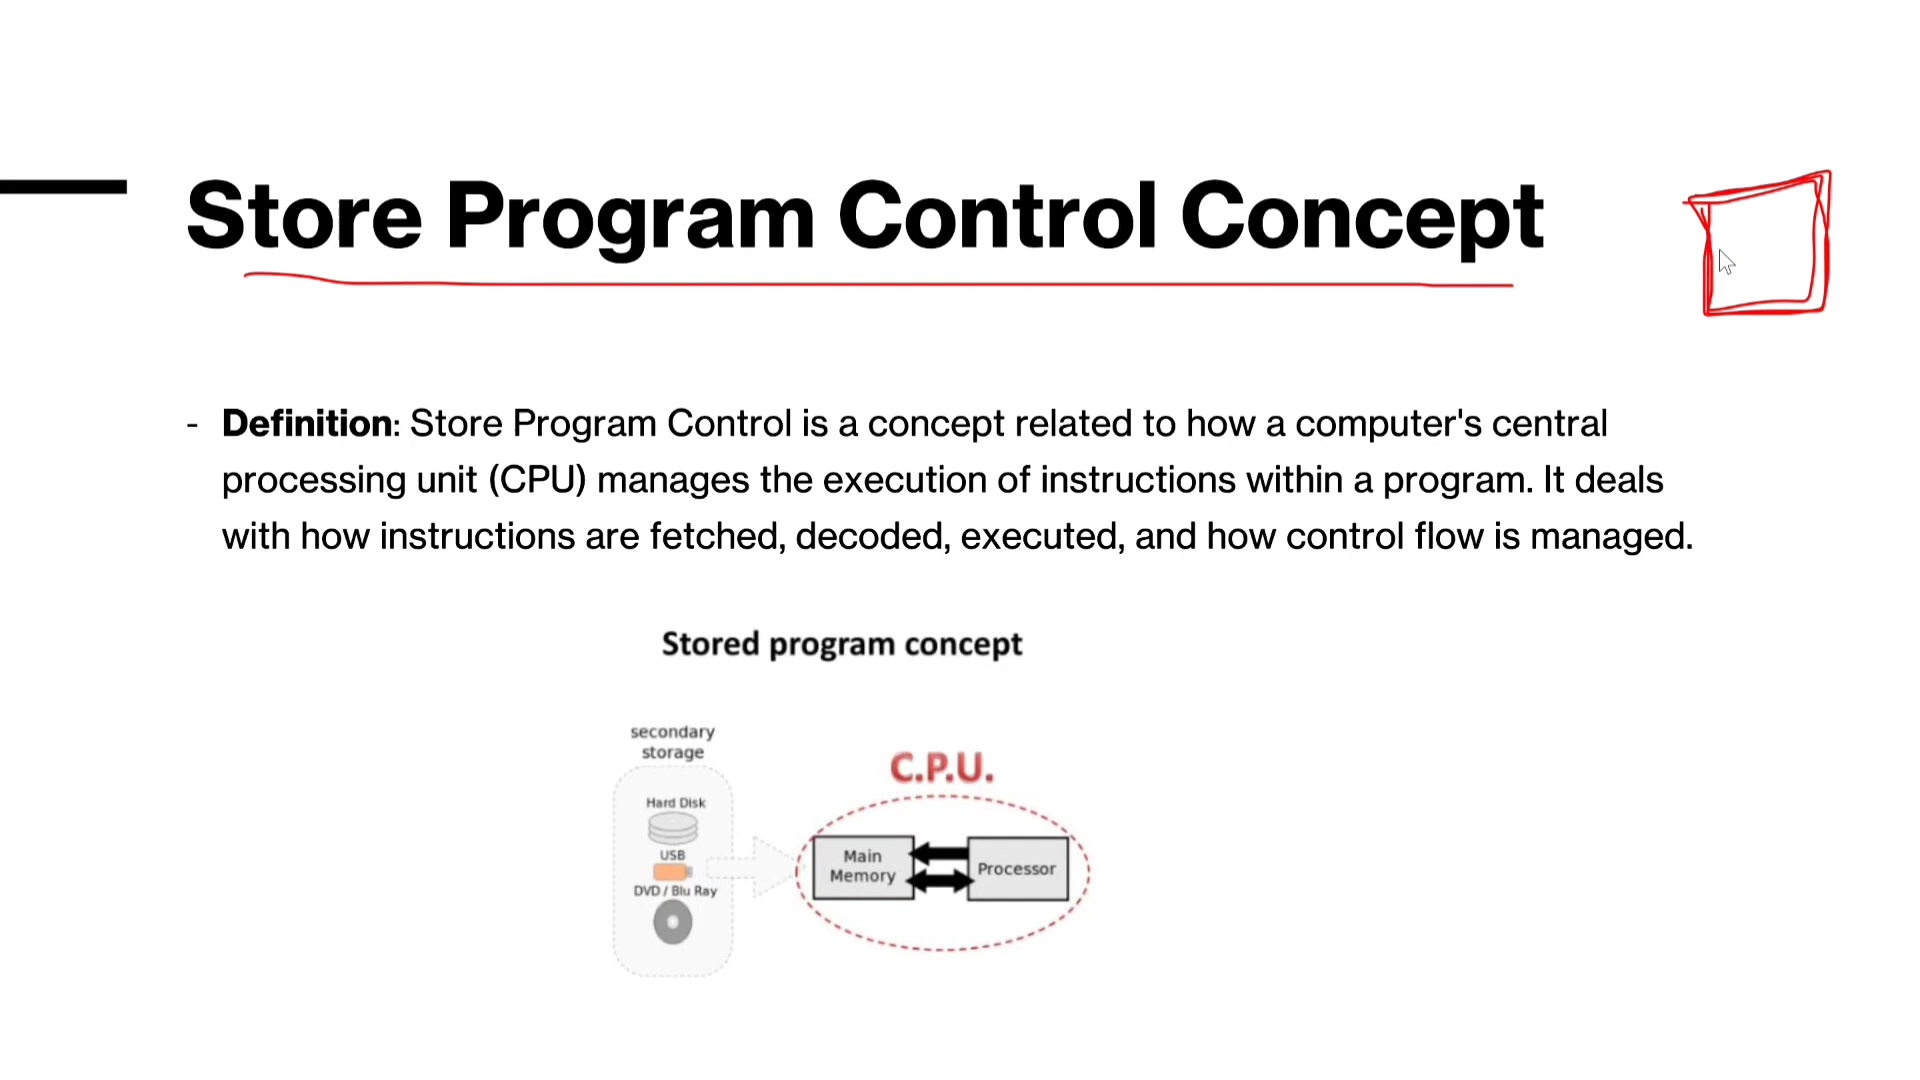 Store Program Control Concept
- Definition: Store Program Control is a concept related to how a computer's central
processing unit (CPU) manages the execution of instructions within a program. It deals
with how instructions are fetched, decoded, executed, and how control flow is managed.
Stored program concept
secondary
storage
Hard Disk
USB
DVD / Blu Ray
C.P.U.
Main
Memory
Processor